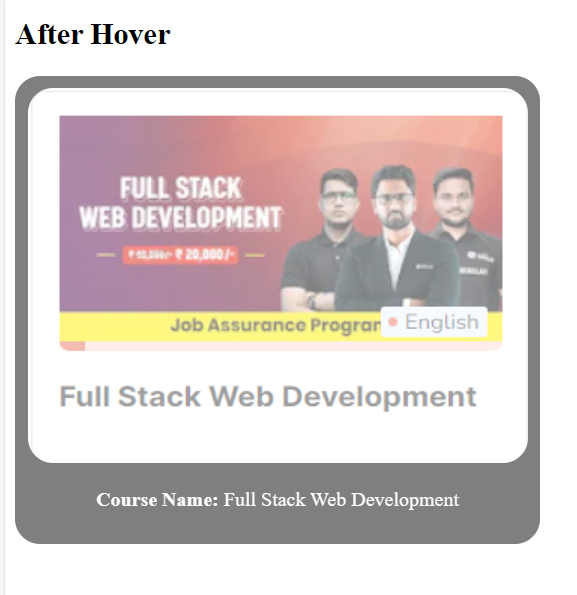 After Hover
FULL STACK
WEB DEVELOPMENT
₹ 20,000/-
Job Assurance Program
English
Full Stack Web Development
Course Name: Full Stack Web Development